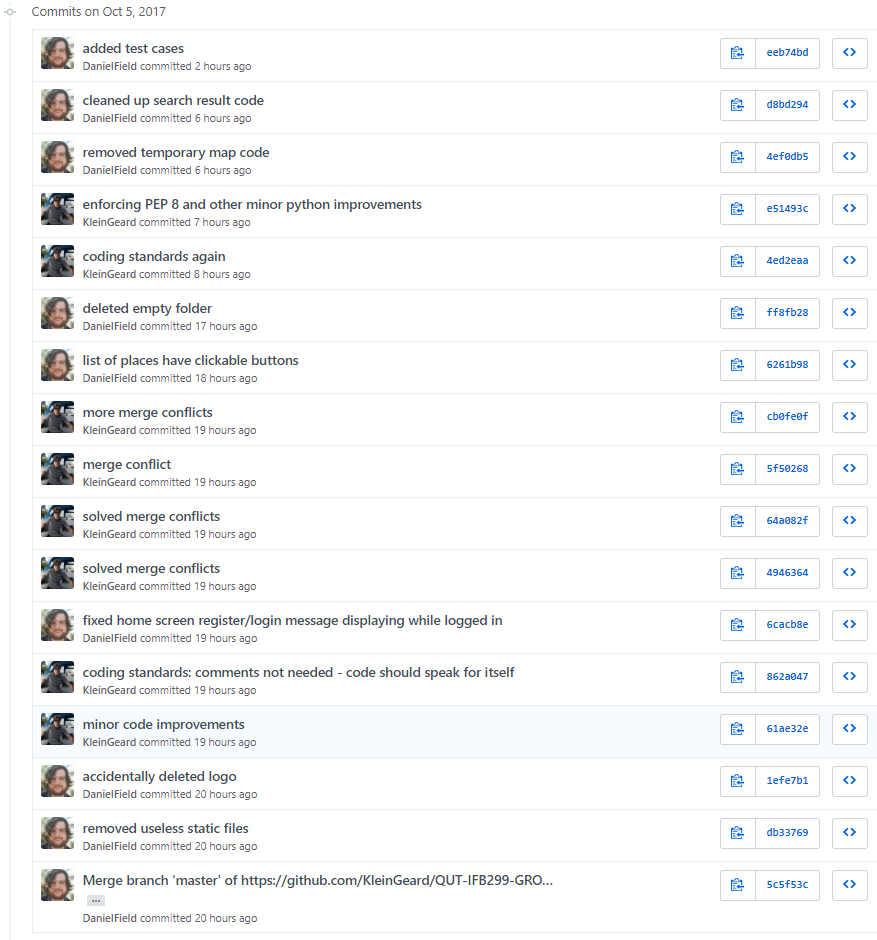 Commits on Oct 5, 2017
added test cases
DanielField committed 2 hours ago
eeb74bd
cleaned up search result code
DanielField committed 6 hours ago
d8bd294
removed temporary map code
DanielField committed 6 hours ago
4ef0db5
enforcing PEP 8 and other minor python improvements
KleinGeard committed 7 hours ago
e51493c
coding standards again
KleinGeard committed 8 hours ago
4ed2eaa
deleted empty folder
DanielField committed 17 hours ago
ff8fb28
list of places have clickable buttons
DanielField committed 18 hours ago
6261b98
more merge conflicts
KleinGeard committed 19 hours ago
cb0fe0f
merge conflict
KleinGeard committed 19 hours ago
5f50268
solved merge conflicts
KleinGeard committed 19 hours ago
64a082f
solved merge conflicts
KleinGeard committed 19 hours ago
4946364
fixed home screen register/login message displaying while logged in
DanielField committed 19 hours ago
6cacb8e
coding standards: comments not needed - code should speak for itself
KleinGeard committed 19 hours ago
862a047
minor code improvements
KleinGeard committed 19 hours ago
61ae32e
accidentally deleted logo
DanielField committed 20 hours ago
1efe7b1
removed useless static files
DanielField committed 20 hours ago
db33769
Merge branch 'master' of https://github.com/KleinGeard/QUT-IFB299-GRO...
...
DanielField committed 20 hours ago
5c5f53c